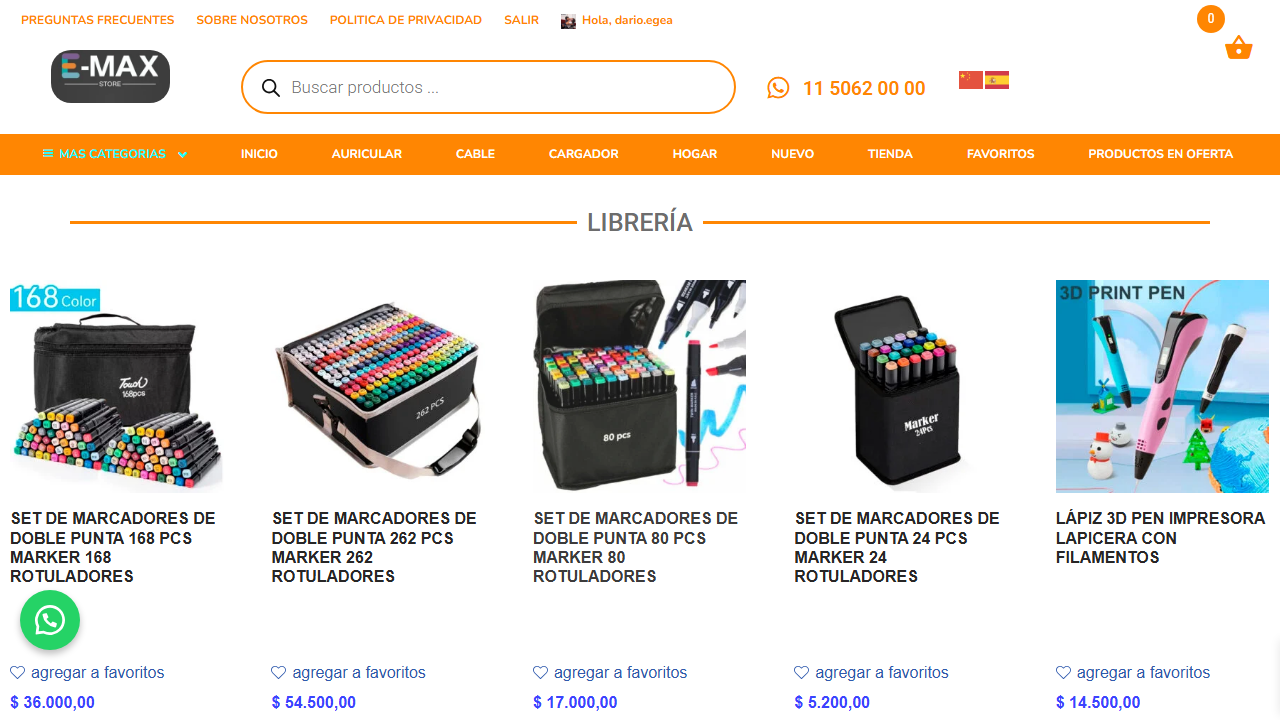 PREGUNTAS FRECUENTES SOBRE NOSOTROS POLITICA DE PRIVACIDAD SALIR Hola, dario.egea 0
E-MAX
STORE
Buscar productos ...
11 5062 00 00
MAS CATEGORIAS INICIO AURICULAR CABLE CARGADOR HOGAR NUEVO TIENDA FAVORITOS PRODUCTOS EN OFERTA
LIBRERÍA
168 Color
Touch
168pcs
262 PCS
80 pcs
Marker
24Pcs
3D PRINT PEN
SET DE MARCADORES DE
DOBLE PUNTA 168 PCS
MARKER 168
ROTULADORES
SET DE MARCADORES DE
DOBLE PUNTA 262 PCS
MARKER 262
ROTULADORES
SET DE MARCADORES DE
DOBLE PUNTA 80 PCS
MARKER 80
ROTULADORES
SET DE MARCADORES DE
DOBLE PUNTA 24 PCS
MARKER 24
ROTULADORES
LÁPIZ 3D PEN IMPRESORA
LAPICERA CON
FILAMENTOS
agregar a favoritos agregar a favoritos agregar a favoritos agregar a favoritos agregar a favoritos
$ 36.000,00 $ 54.500,00 $ 17.000,00 $ 5.200,00 $ 14.500,00